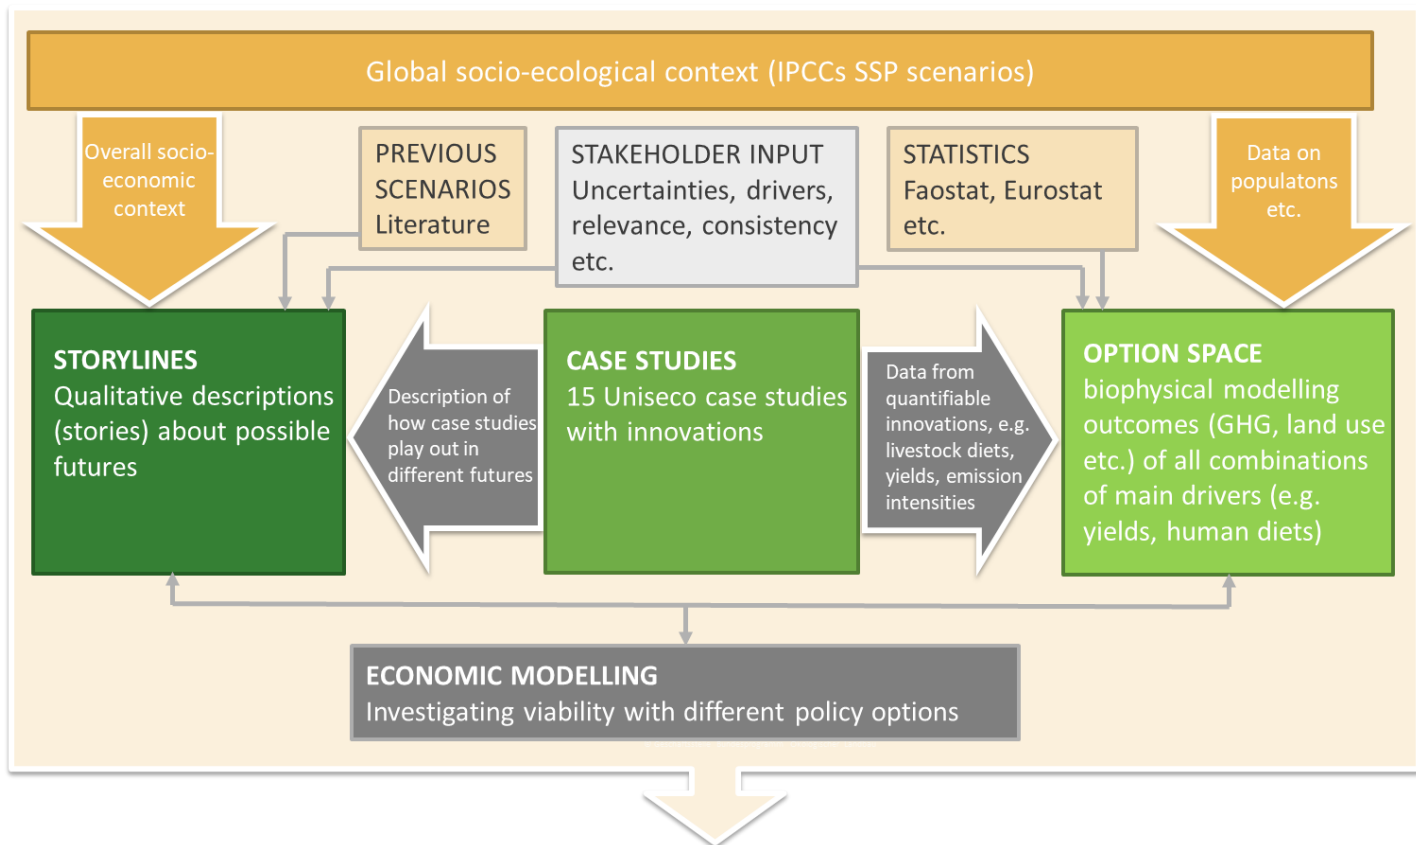 Global socio-ecological context (IPCCs SSP scenarios)
Overall socio-
economic
context
PREVIOUS
SCENARIOS
Literature
STAKEHOLDER INPUT
Uncertainties, drivers,
relevance, consistency
etc.
STATISTICS
Faostat, Eurostat
etc.
Data on
populatons
etc.
STORYLINES
Qualitative descriptions
(stories) about possible
futures
Description of
how case studies
play out in
different futures
CASE STUDIES
15 Uniseco case studies
with innovations
Data from
quantifiable
innovations, e.g.
livestock diets,
yields, emission
intensities
OPTION SPACE
biophysical modelling
outcomes (GHG, land use
etc.) of all combinations
of main drivers (e.g.
yields, human diets)
ECONOMIC MODELLING
Investigating viability with different policy options